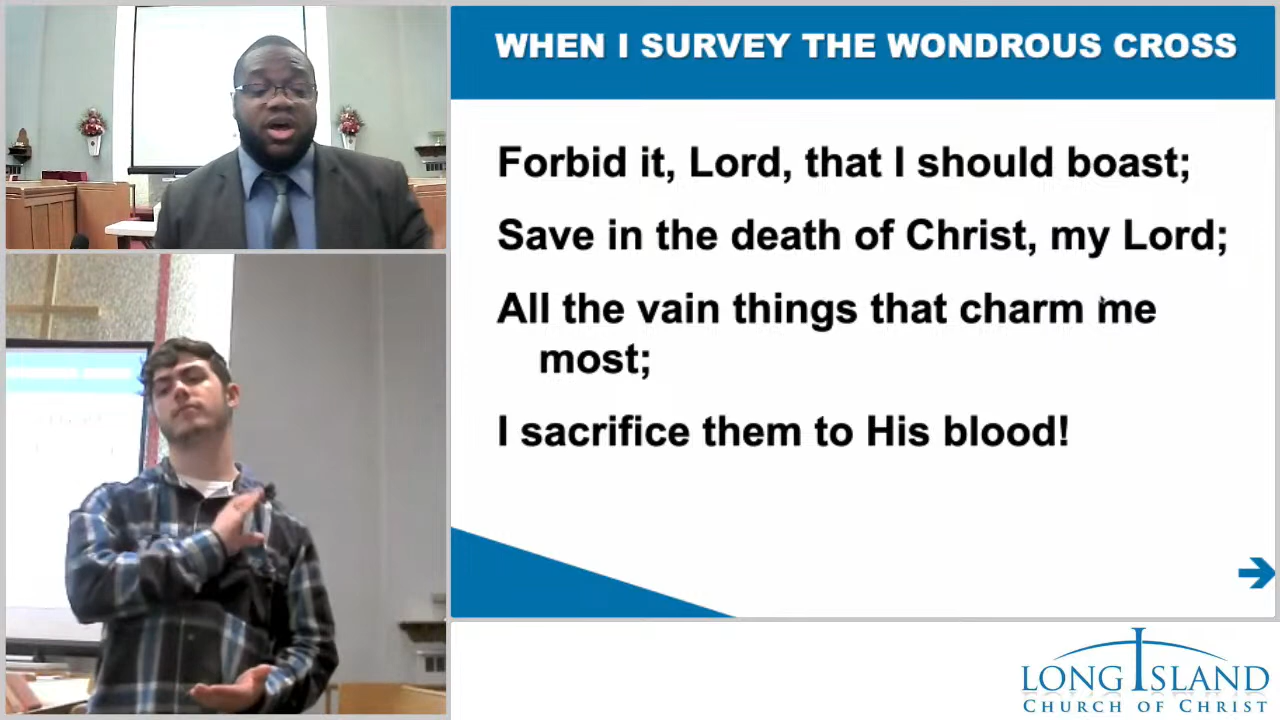 WHEN I SURVEY THE WONDROUS CROSS
Forbid it, Lord, that I should boast;
Save in the death of Christ, my Lord;
All the vain things that charm me
most;
I sacrifice them to His blood!
LONG ISLAND
CHURCH OF CHRIST